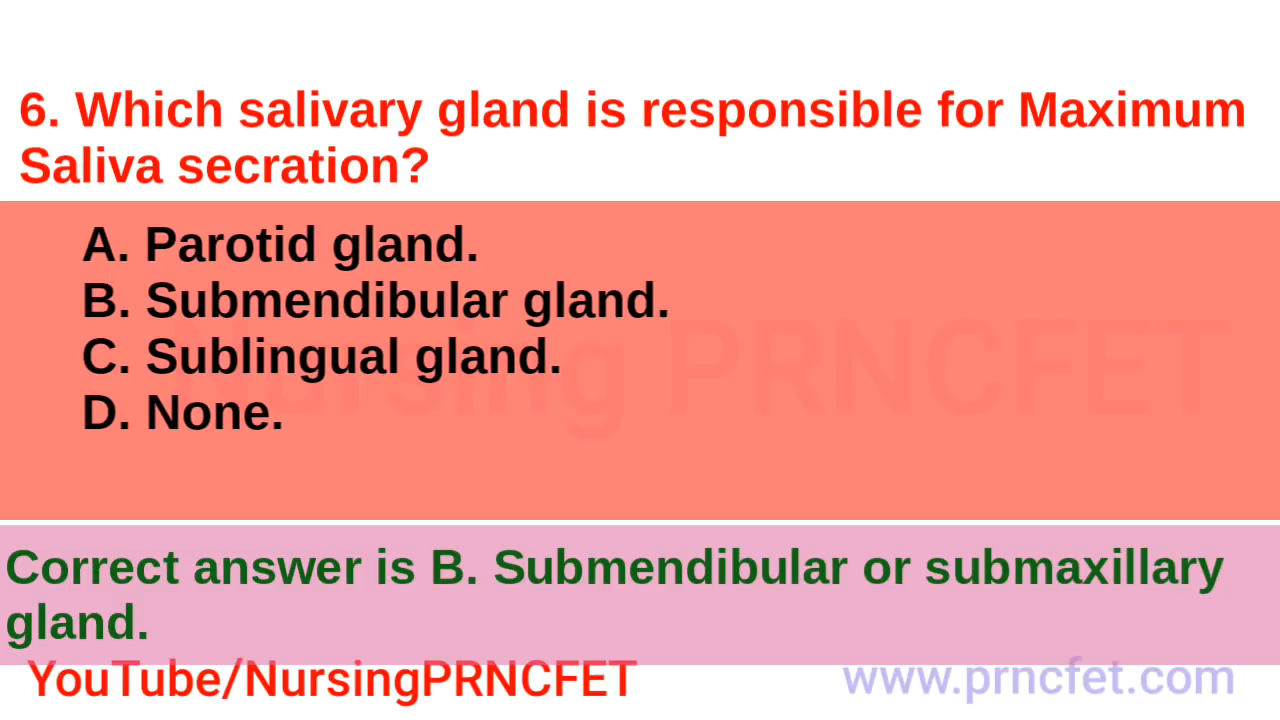 6. Which salivary gland is responsible for Maximum
Saliva secration?
A. Parotid gland.
B. Submendibular gland.
C. Sublingual gland.
D. None.
Nursing PRNCFET
Correct answer is B. Submendibular or submaxillary
gland.
YouTube/NursingPRNCFET
www.prncfet.com